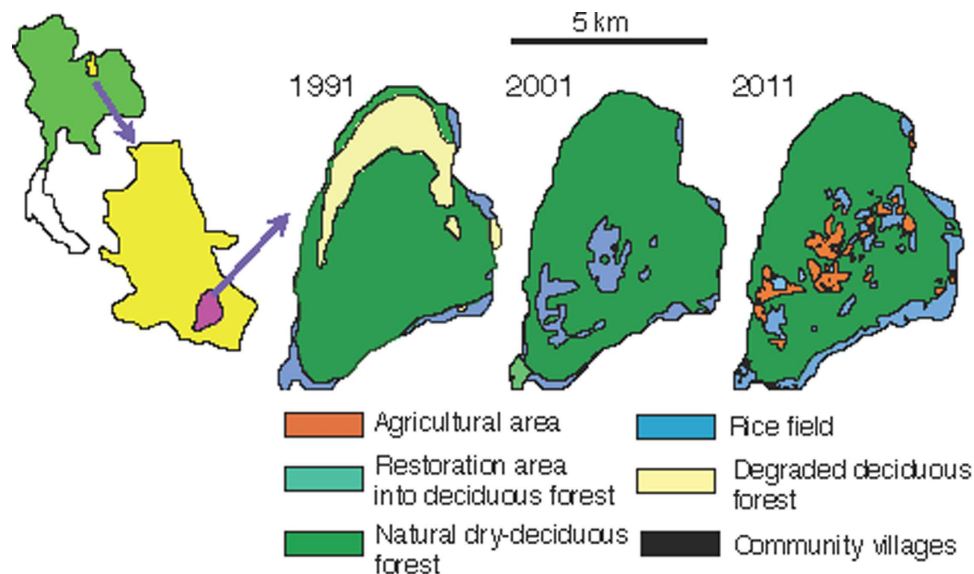 5 km
1991
2001
2011
Agricultural area
Restoration area
into deciduous forest
Natural dry-deciduous
forest
Rice field
Degraded deciduous
forest
Community villages